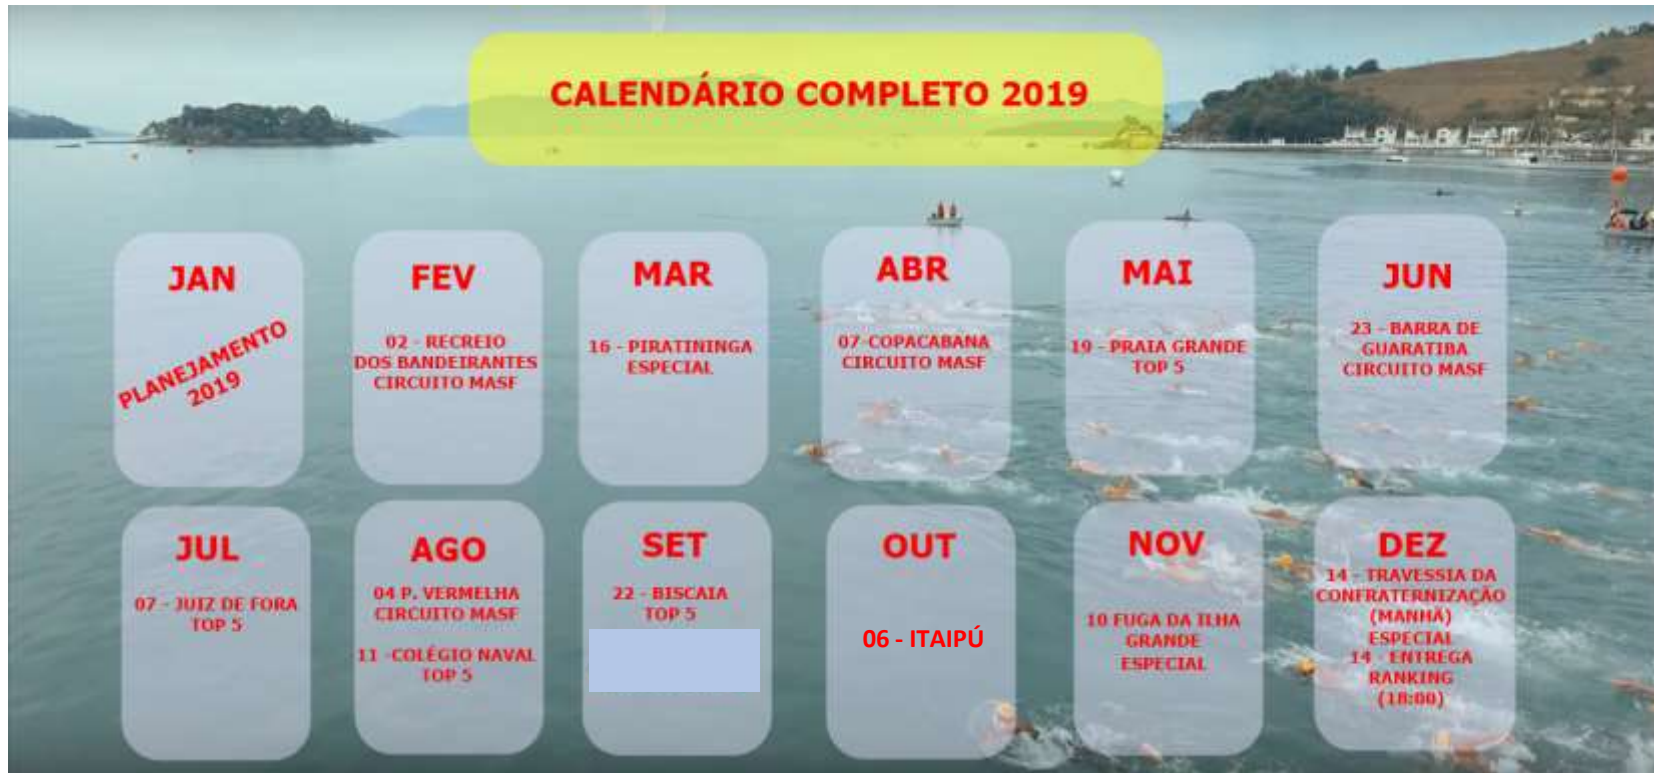 CALENDÁRIO COMPLETO 2019
JAN
PLANEJAMENTO
2019
FEV
02 - RECREIO
DOS BANDEIRANTES
CIRCUITO MASF
MAR
16 - PIRATININGA
ESPECIAL
ABR
07-COPACABANA
CIRCUITO MASF
MAI
19 - PRAIA GRANDE
TOP 5
JUN
23 - BARRA DE
GUARATIBA
CIRCUITO MASF
JUL
07 - JUIZ DE FORA
TOP 5
AGO
04 P. VERMELHA
CIRCUITO MASF
11 -COLÉGIO NAVAL
TOP 5
SET
22 - BISCAIA
TOP 5
OUT
06 - ITAIPÚ
NOV
10 FUGA DA ILHA
GRANDE
ESPECIAL
DEZ
14 - TRAVESSIA DA
CONFRATERNIZAÇÃO
(MANHÃ)
ESPECIAL
14 - ENTREGA
RANKING
(18:00)